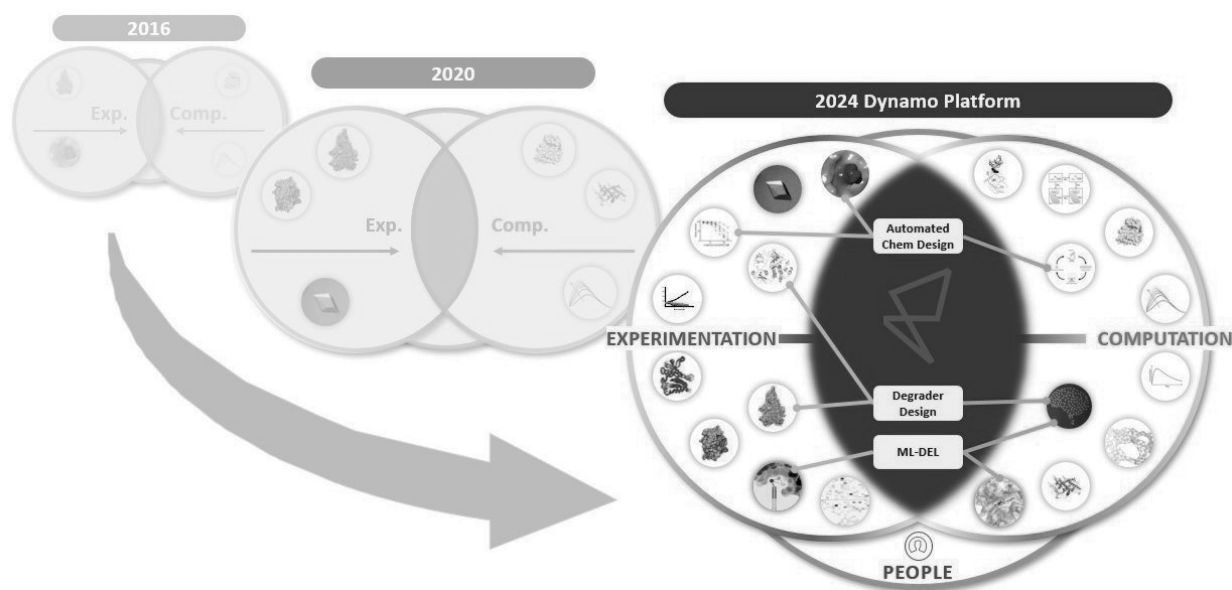 2016
Exp.
Comp.
2020
Exp.
Comp.
2024 Dynamo Platform
Automated
Chem Design
EXPERIMENTATION
COMPUTATION
Degrader
Design
ML-DEL
PEOPLE